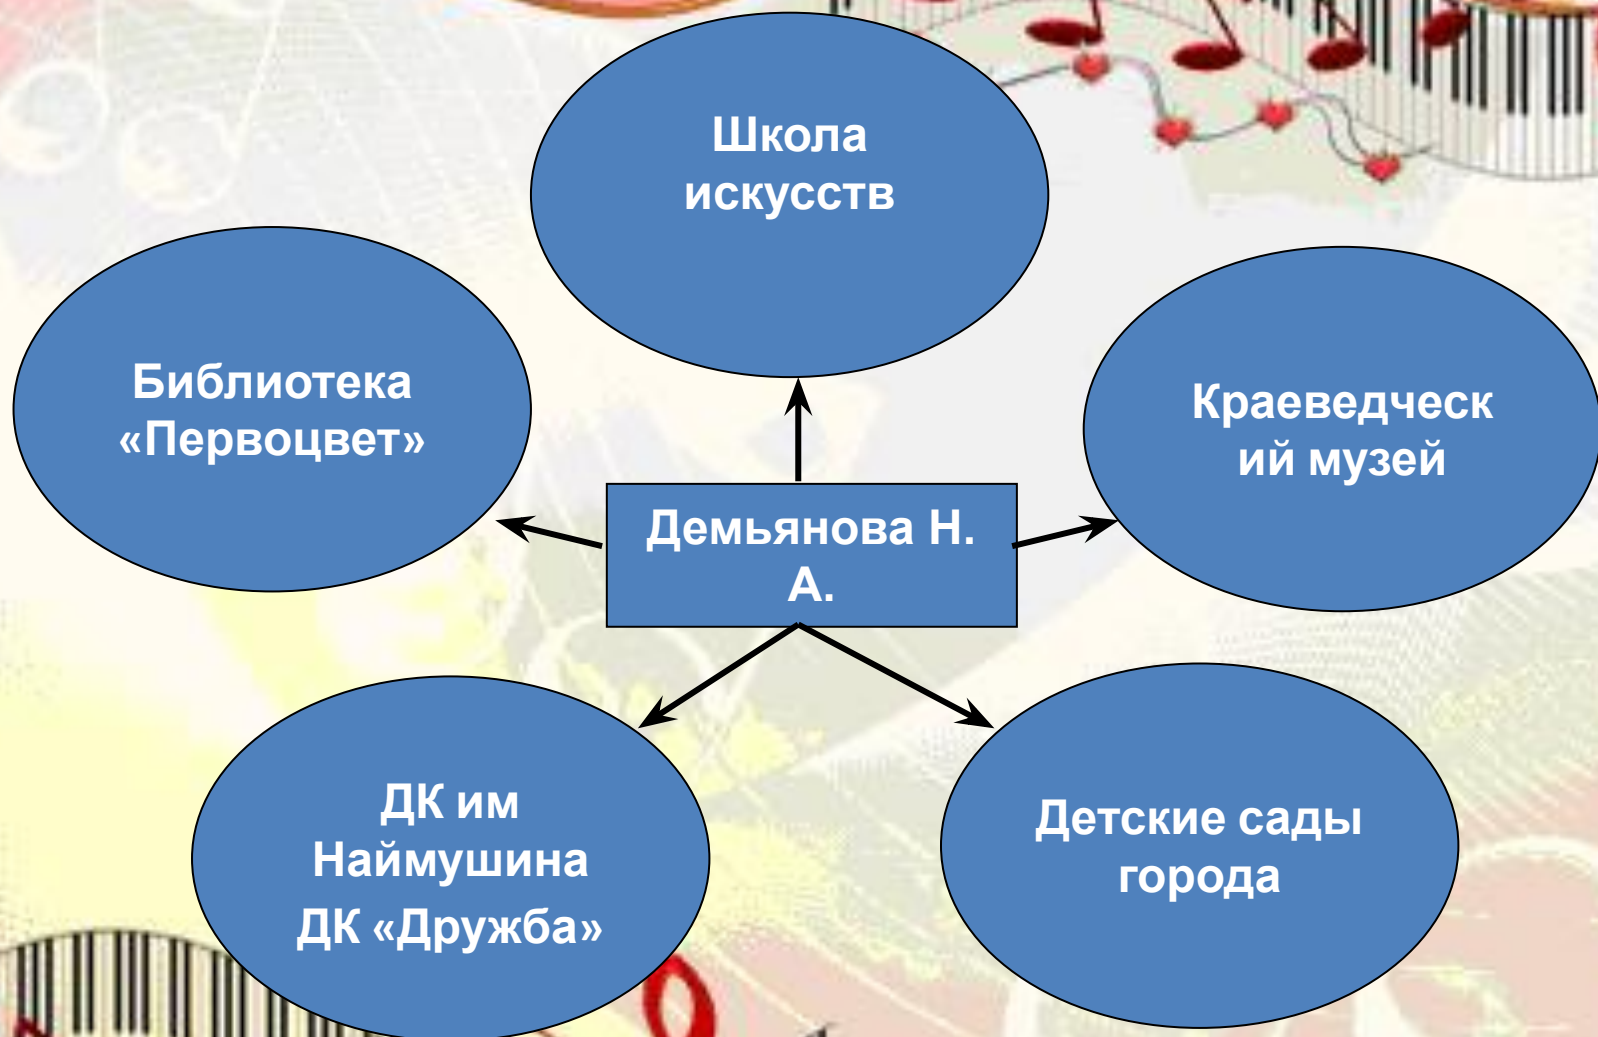 Школа
искусств
Библиотека
«Первоцвет»
Краеведческ
ий музей
Демьянова Н.
А.
ДК им
Наймушина
ДК «Дружба»
Детские сады
города